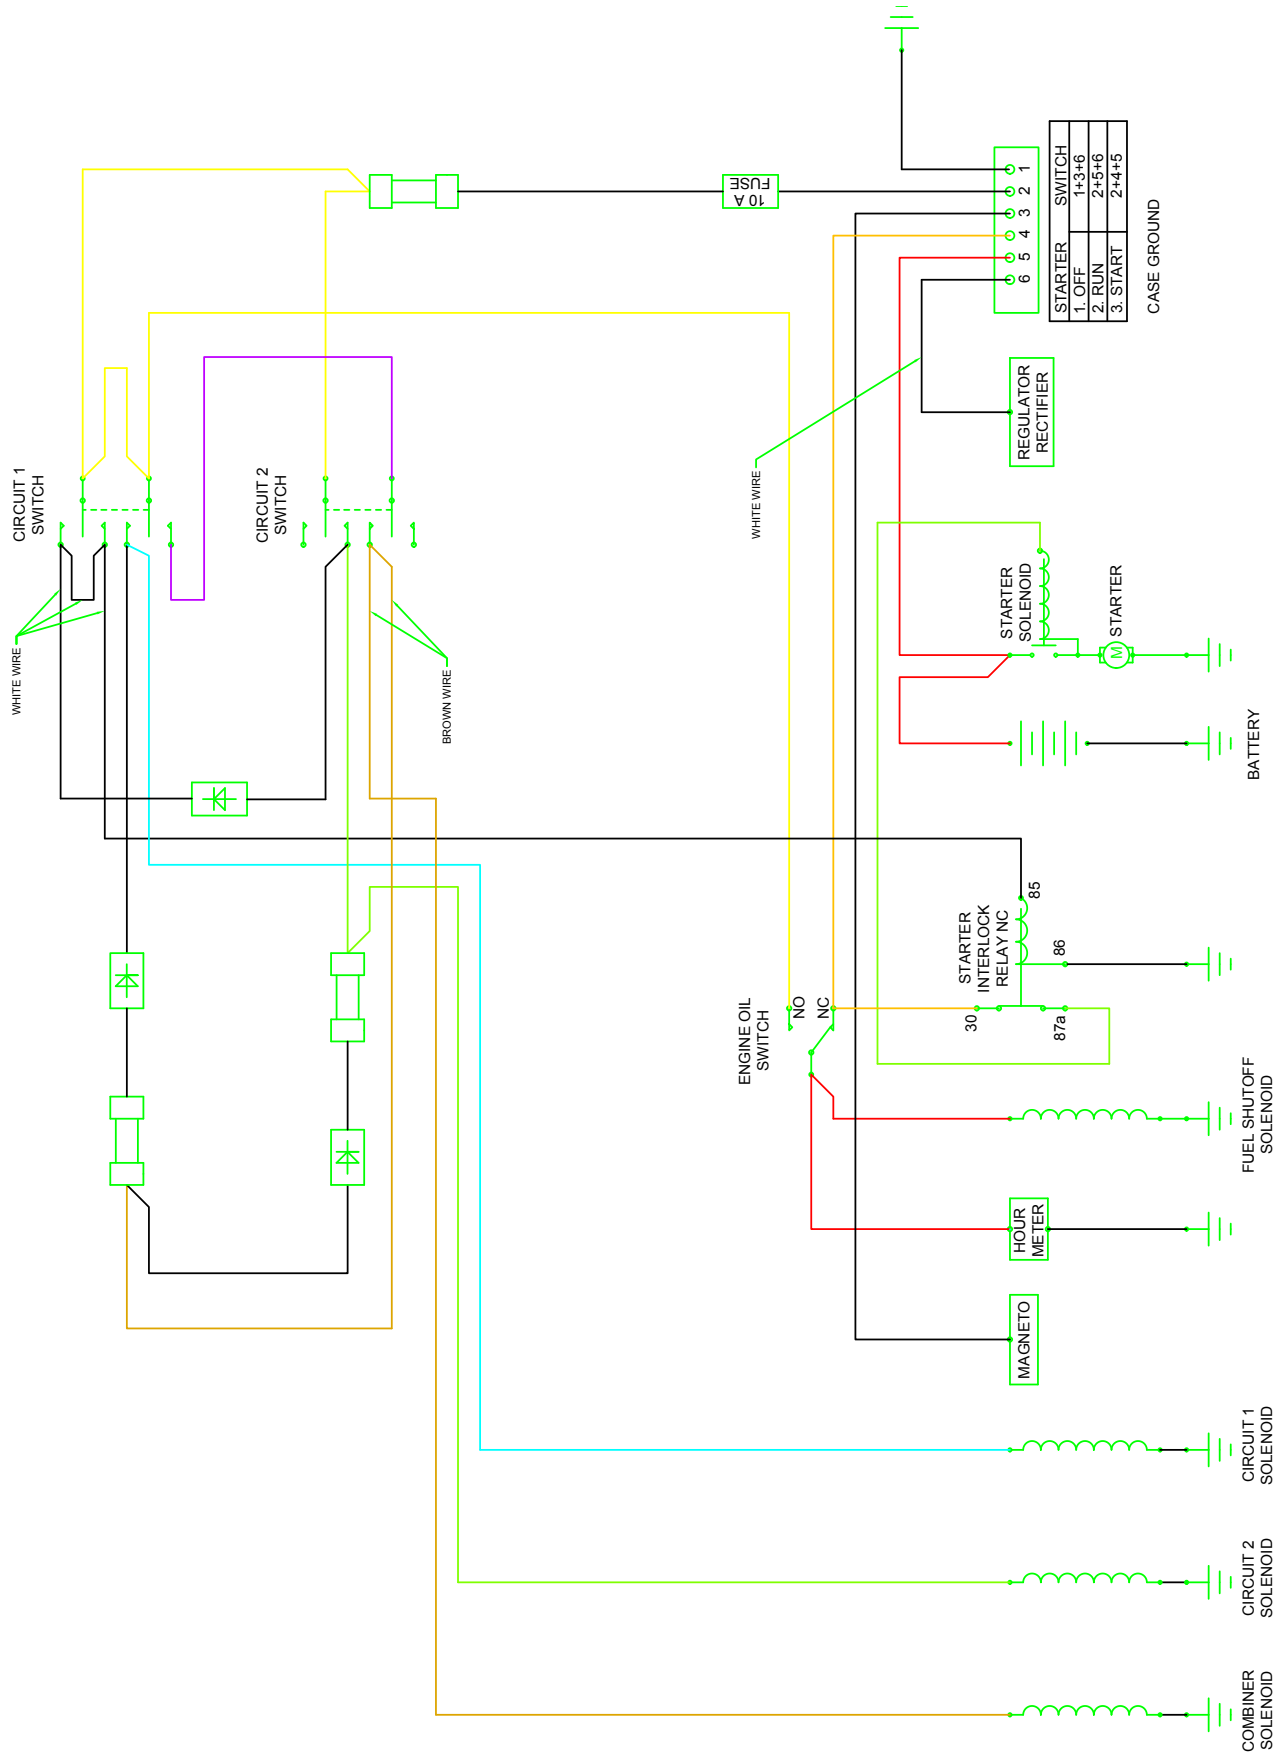 CIRCUIT 1
SWITCH
CIRCUIT 2
SWITCH
WHITE WIRE
BROWN WIRE
10 A
FUSE
1
2
3
4
5
6
STARTER SWITCH
1. OFF 1+3+6
2. RUN 2+5+6
3. START 2+4+5
CASE GROUND
WHITE WIRE
REGULATOR
RECTIFIER
STARTER
SOLENOID
M
STARTER
BATTERY
STARTER
INTERLOCK
RELAY NC
85
86
30
87a
ENGINE OIL
SWITCH
NO
NC
FUEL SHUTOFF
SOLENOID
HOUR
METER
MAGNETO
CIRCUIT 1
SOLENOID
CIRCUIT 2
SOLENOID
COMBINER
SOLENOID